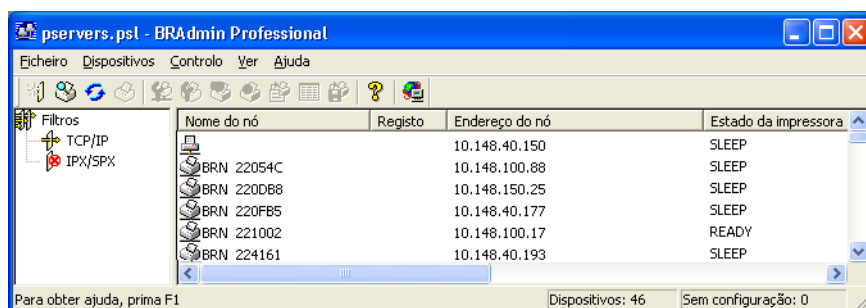 pservers.psl - BRAdmin Professional
Ficheiro Dispositivos Controlo Ver Ajuda
Filtros
TCP/IP
IPX/SPX
Nome do nó Registo Endereço do nó Estado da impressora
10.148.40.150 SLEEP
BRN_22054C 10.148.100.88 SLEEP
BRN_220DB8 10.148.150.25 SLEEP
BRN_220FB5 10.148.40.177 SLEEP
BRN_221002 10.148.100.17 READY
BRN_224161 10.148.40.193 SLEEP
Para obter ajuda, prima F1 Dispositivos: 46 Sem configuração: 0